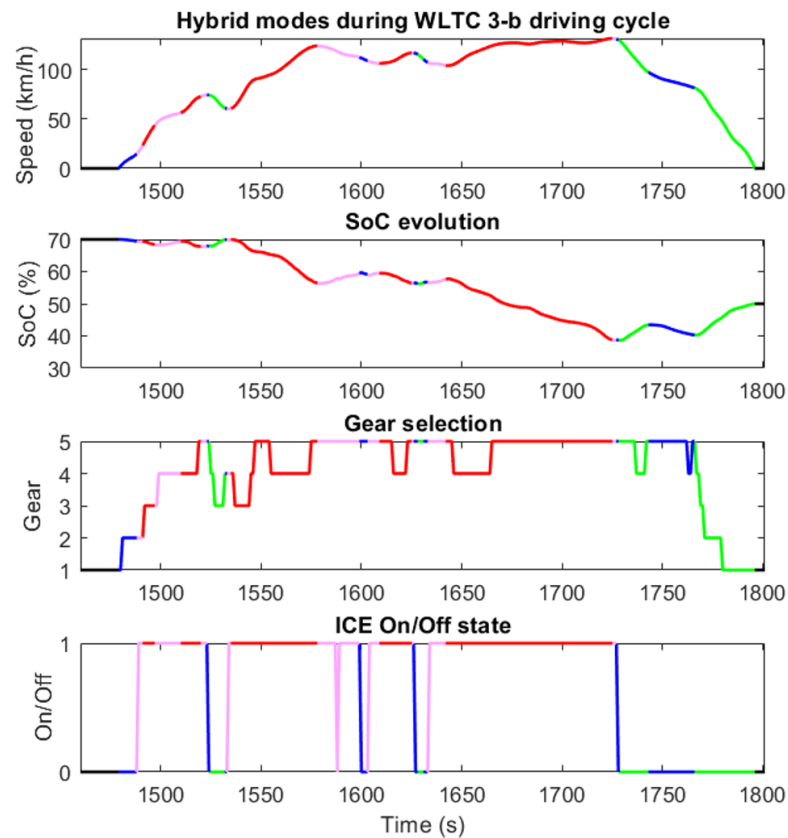 Hybrid modes during WLTC 3-b driving cycle
Speed (km/h)
100
50
0
1500 1550 1600 1650 1700 1750 1800
SoC evolution
SoC (%)
70
60
50
40
30
1500 1550 1600 1650 1700 1750 1800
Gear selection
Gear
5
4
3
2
1
1500 1550 1600 1650 1700 1750 1800
ICE On/Off state
On/Off
1
0
1500 1550 1600 1650 1700 1750 1800
Time (s)